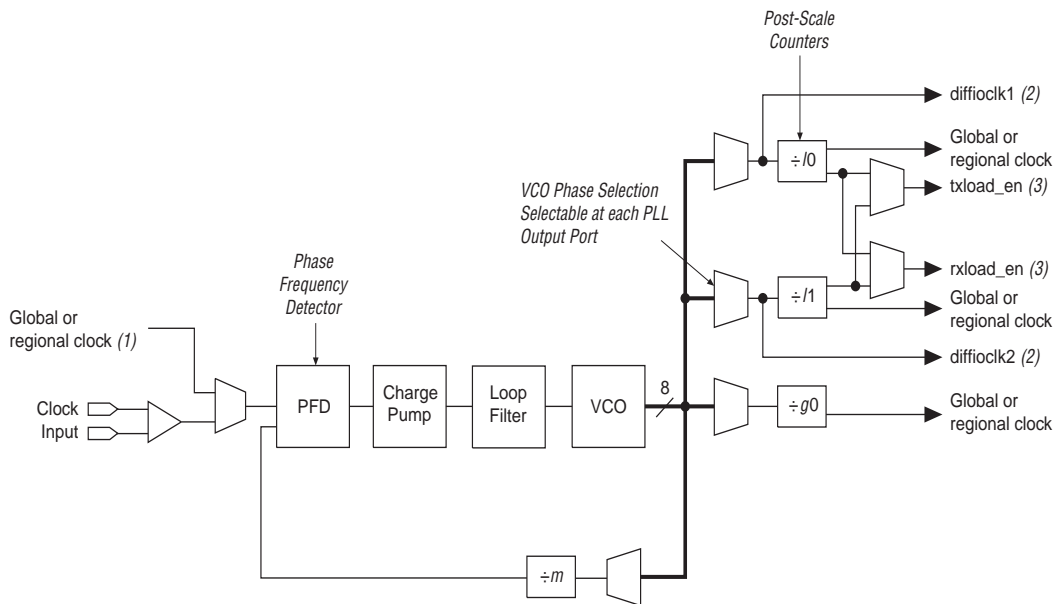 Post-Scale
Counters
diffioclk1 (2)
÷l0
Global or
regional clock
txload_en (3)
VCO Phase Selection
Selectable at each PLL
Output Port
rxload_en (3)
÷l1
Global or
regional clock
diffioclk2 (2)
Phase
Frequency
Detector
Global or
regional clock (1)
Clock
Input
PFD
Charge
Pump
Loop
Filter
VCO
8
÷g0
Global or
regional clock
÷m